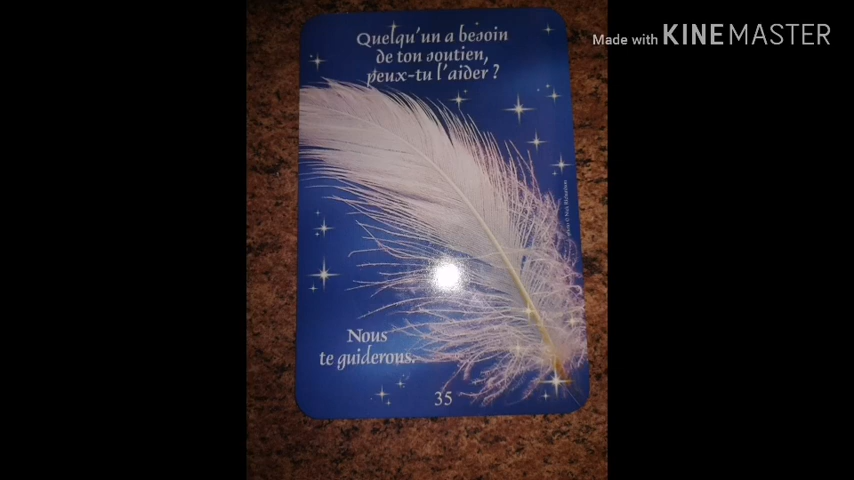 Made with KINEMASTER
Quelqu'un a besoin
de ton soutien,
peux-tu l'aider ?
Nous
te guiderons.
35